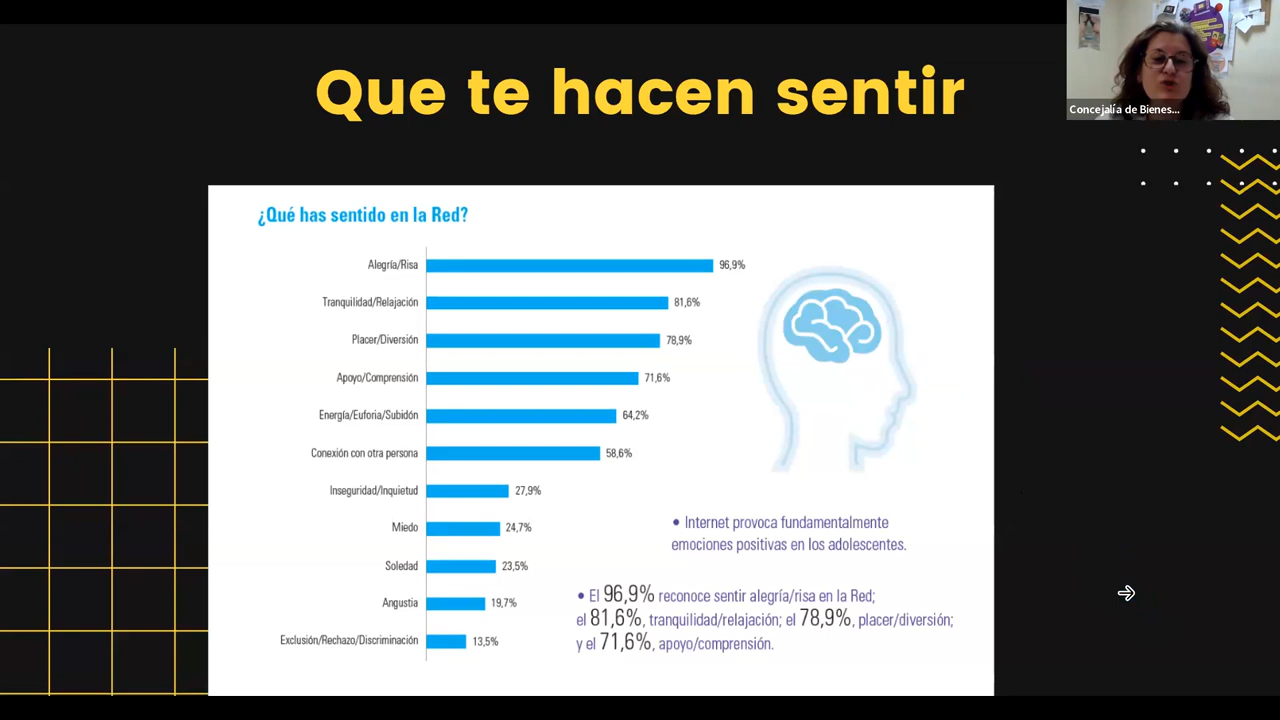 Que te hacen sentir
Concejalía de Bienes...
¿Qué has sentido en la Red?
Alegría/Risa 96,9%
Tranquilidad/Relajación 81,6%
Placer/Diversión 78,9%
Apoyo/Comprensión 71,6%
Energía/Euforia/Subidón 64,2%
Conexión con otra persona 58,6%
Inseguridad/Inquietud 27,9%
Miedo 24,7%
Soledad 23,5%
Angustia 19,7%
Exclusión/Rechazo/Discriminación 13,5%
• Internet provoca fundamentalmente
emociones positivas en los adolescentes.
• El 96,9% reconoce sentir alegría/risa en la Red;
el 81,6%, tranquilidad/relajación; el 78,9%, placer/diversión;
y el 71,6%, apoyo/comprensión.